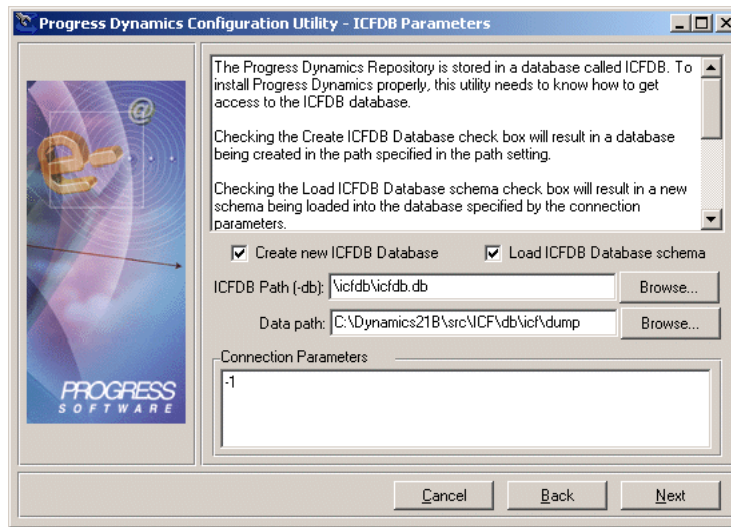 Progress Dynamics Configuration Utility - ICFDB Parameters
The Progress Dynamics Repository is stored in a database called ICFDB. To
install Progress Dynamics properly, this utility needs to know how to get
access to the ICFDB database.
Checking the Create ICFDB Database check box will result in a database
being created in the path specified in the path setting.
Checking the Load ICFDB Database schema check box will result in a new
schema being loaded into the database specified by the connection
parameters.
@
e-
Create new ICFDB Database Load ICFDB Database schema
ICFDB Path (-db): \icfdb\icfdb.db Browse...
Data path: C:\Dynamics21B\src\ICF\db\icf\dump Browse...
Connection Parameters
-1
PROGRESS
SOFTWARE
Cancel Back Next